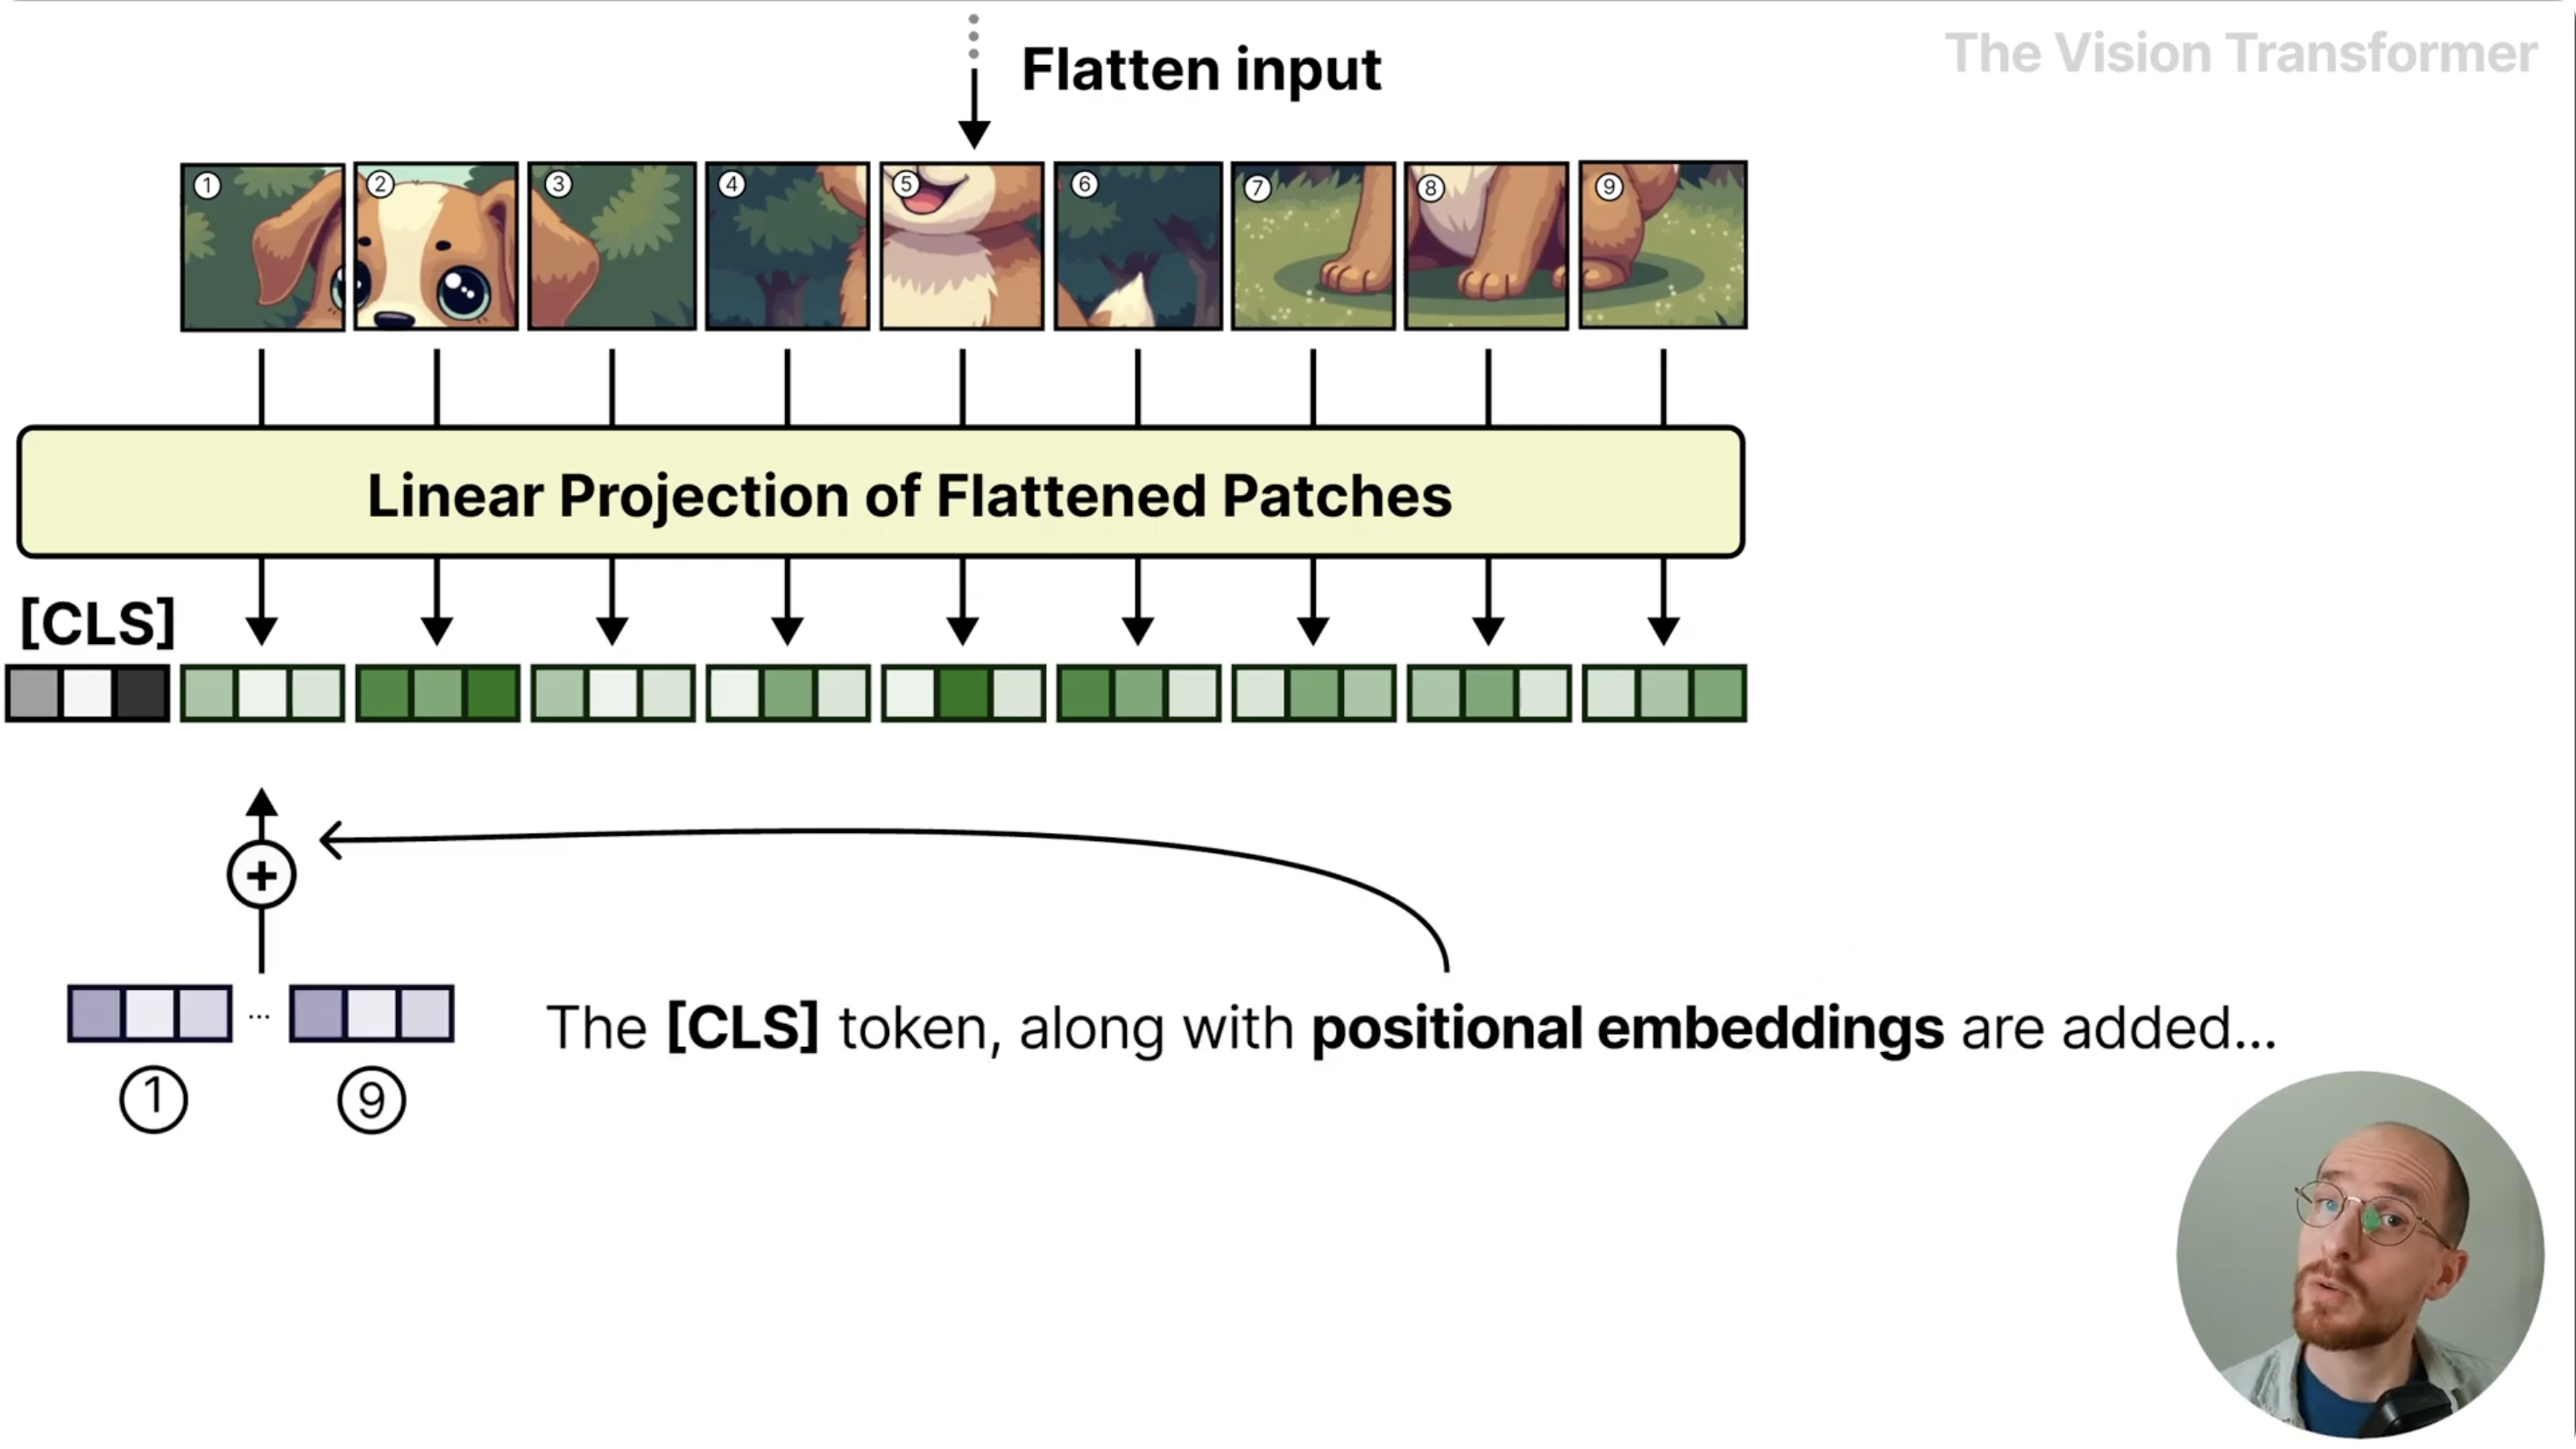 The Vision Transformer
Flatten input
1 2 3 4 5 6 7 8 9
Linear Projection of Flattened Patches
[CLS]
+
...
The [CLS] token, along with positional embeddings are added...
1 9